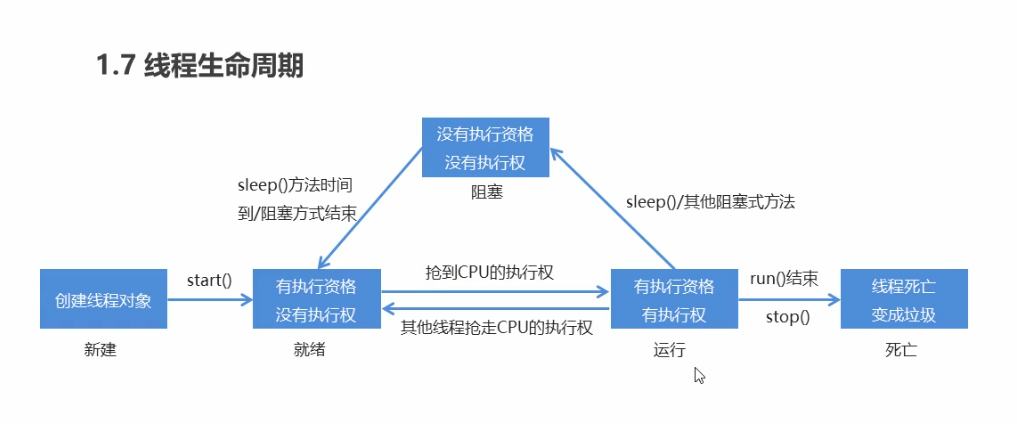 1.7 线程生命周期
没有执行资格
没有执行权
阻塞
sleep()方法时间
到/阻塞方式结束
sleep()/其他阻塞式方法
创建线程对象
新建
start()
有执行资格
没有执行权
就绪
抢到CPU的执行权
其他线程抢走CPU的执行权
有执行资格
有执行权
运行
run()结束
stop()
线程死亡
变成垃圾
死亡